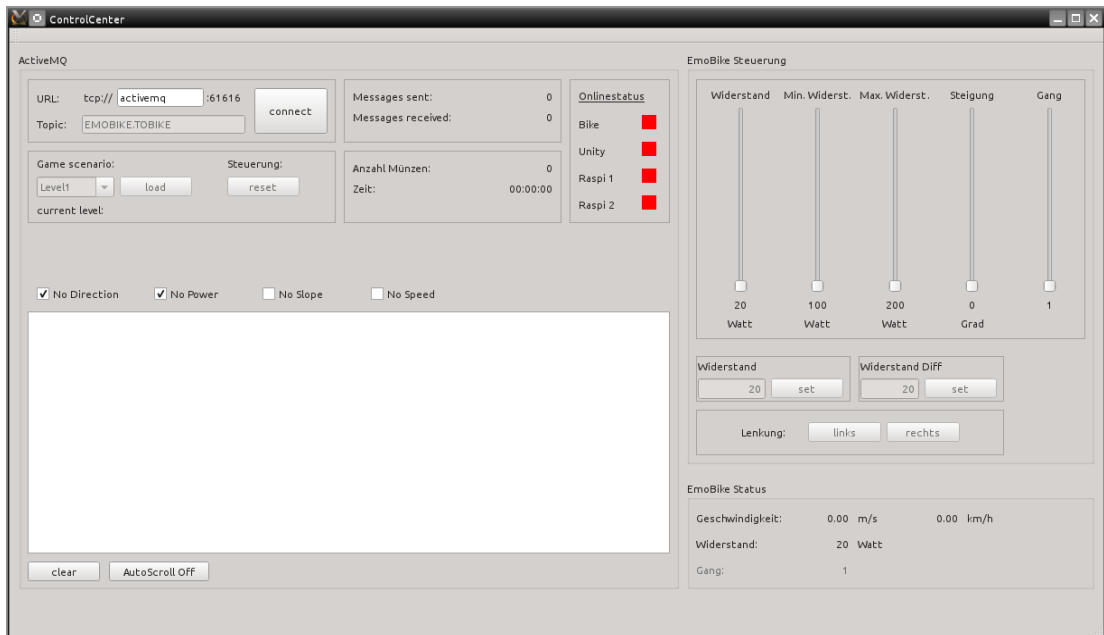 ControlCenter
ActiveMQ
URL: tcp:// activemq :61616
connect
Topic: EMOBIKE.TOBIKE
Messages sent: 0
Messages received: 0
Onlinestatus
Bike
Unity
Raspi 1
Raspi 2
Game scenario: Steuerung:
Level1 load reset
current level:
Anzahl Münzen: 0
Zeit: 00:00:00
No Direction No Power No Slope No Speed
clear AutoScroll Off
EmoBike Steuerung
Widerstand Min. Widerst. Max. Widerst. Steigung Gang
20 100 200 0 1
Watt Watt Watt Grad
Widerstand Widerstand Diff
20 set 20 set
Lenkung: links rechts
EmoBike Status
Geschwindigkeit: 0.00 m/s 0.00 km/h
Widerstand: 20 Watt
Gang: 1